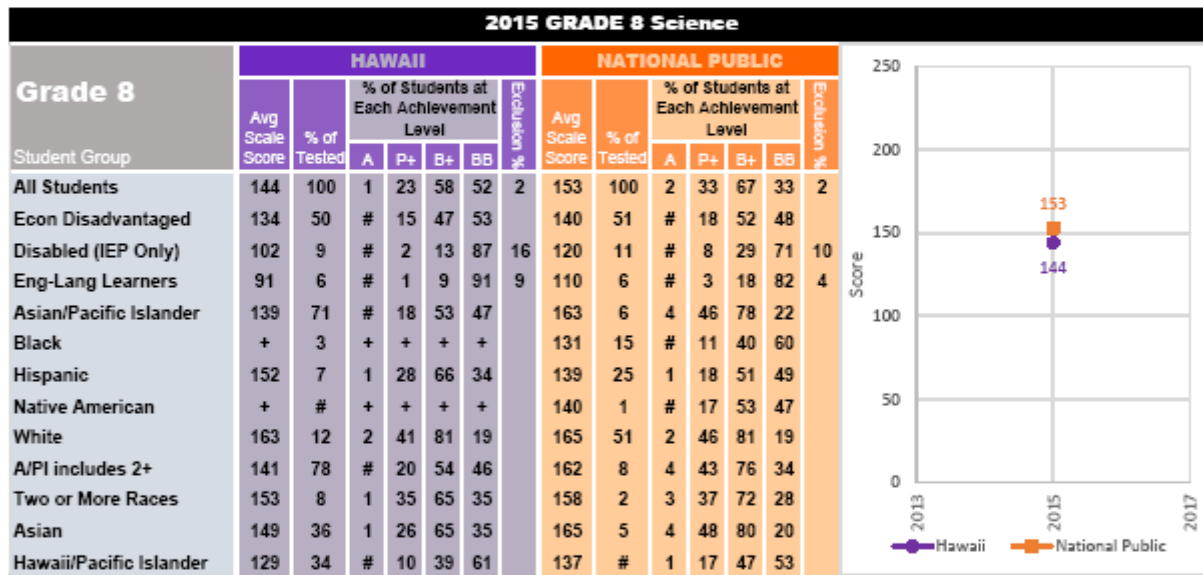 2015 GRADE 8 Science
HAWAII NATIONAL PUBLIC
Grade 8
Student Group
Avg Scale Score % of Tested % of Students at Each Achievement Level A P+ B+ BB Exclusion %
Avg Scale Score % of Tested % of Students at Each Achievement Level A P+ B+ BB Exclusion %
All Students 144 100 1 23 58 52 2 153 100 2 33 67 33 2
Econ Disadvantaged 134 50 # 15 47 53 140 51 # 18 52 48
Disabled (IEP Only) 102 9 # 2 13 87 16 120 11 # 8 29 71 10
Eng-Lang Learners 91 6 # 1 9 91 9 110 6 # 3 18 82 4
Asian/Pacific Islander 139 71 # 18 53 47 163 6 4 46 78 22
Black + 3 + + + + 131 15 # 11 40 60
Hispanic 152 7 1 28 66 34 139 25 1 18 51 49
Native American + # + + + + 140 1 # 17 53 47
White 163 12 2 41 81 19 165 51 2 46 81 19
A/PI includes 2+ 141 78 # 20 54 46 162 8 4 43 76 34
Two or More Races 153 8 1 35 65 35 158 2 3 37 72 28
Asian 149 36 1 26 65 35 165 5 4 48 80 20
Hawaii/Pacific Islander 129 34 # 10 39 61 137 # 1 17 47 53
250
200
150
100
50
0
Score
153
144
2013 2015 2017
Hawaii National Public